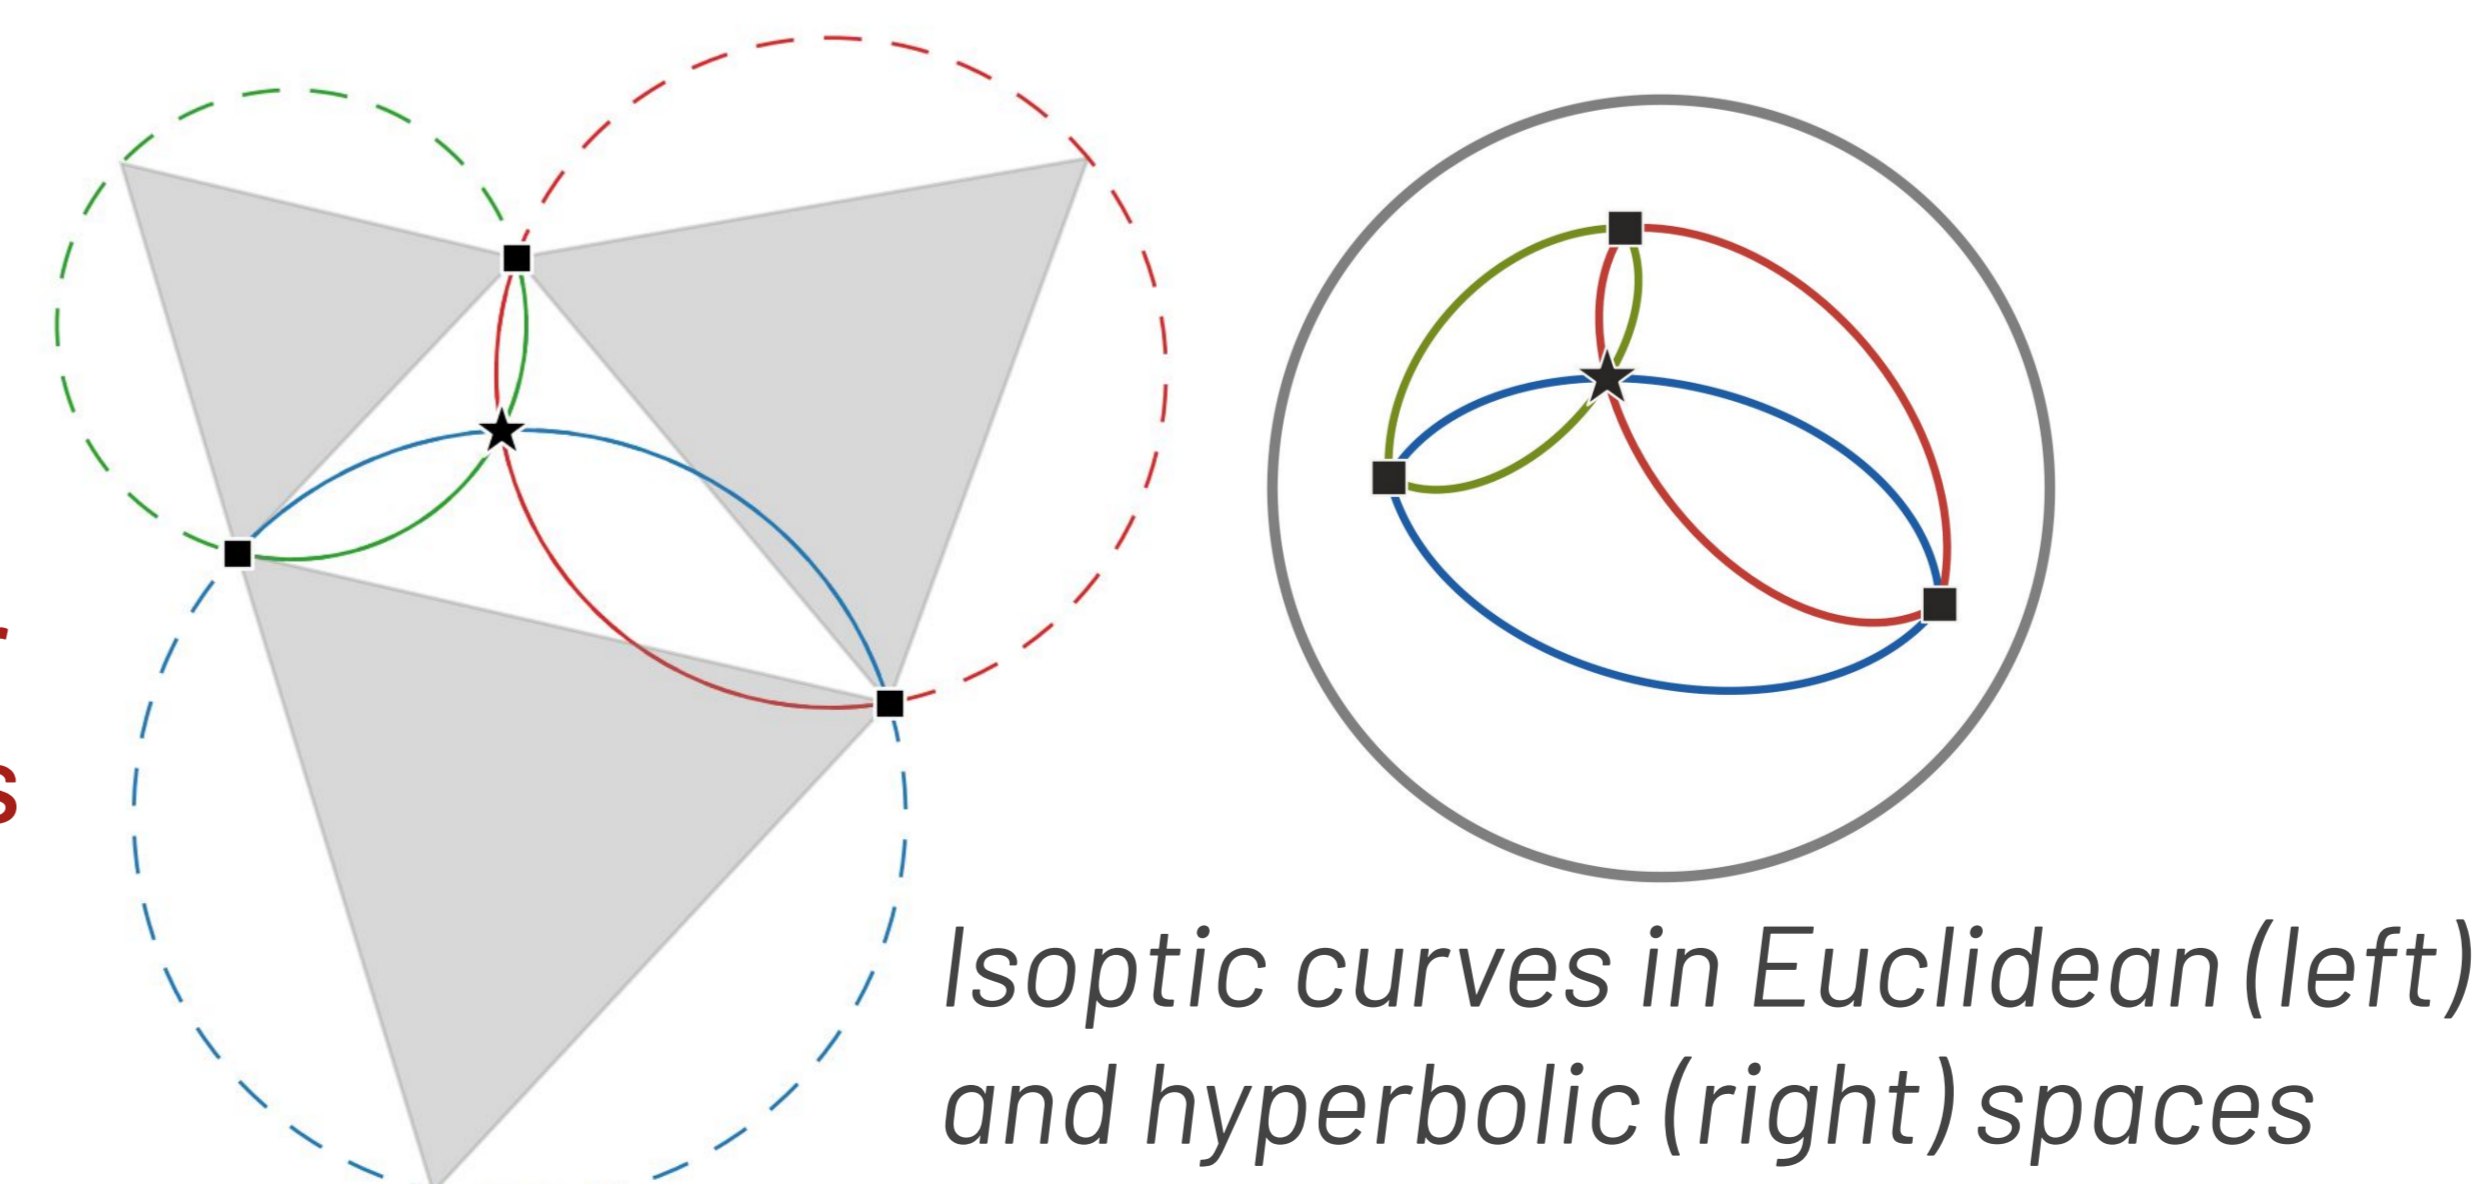 r
s
Isoptic curves in Euclidean (left)
and hyperbolic (right) spaces